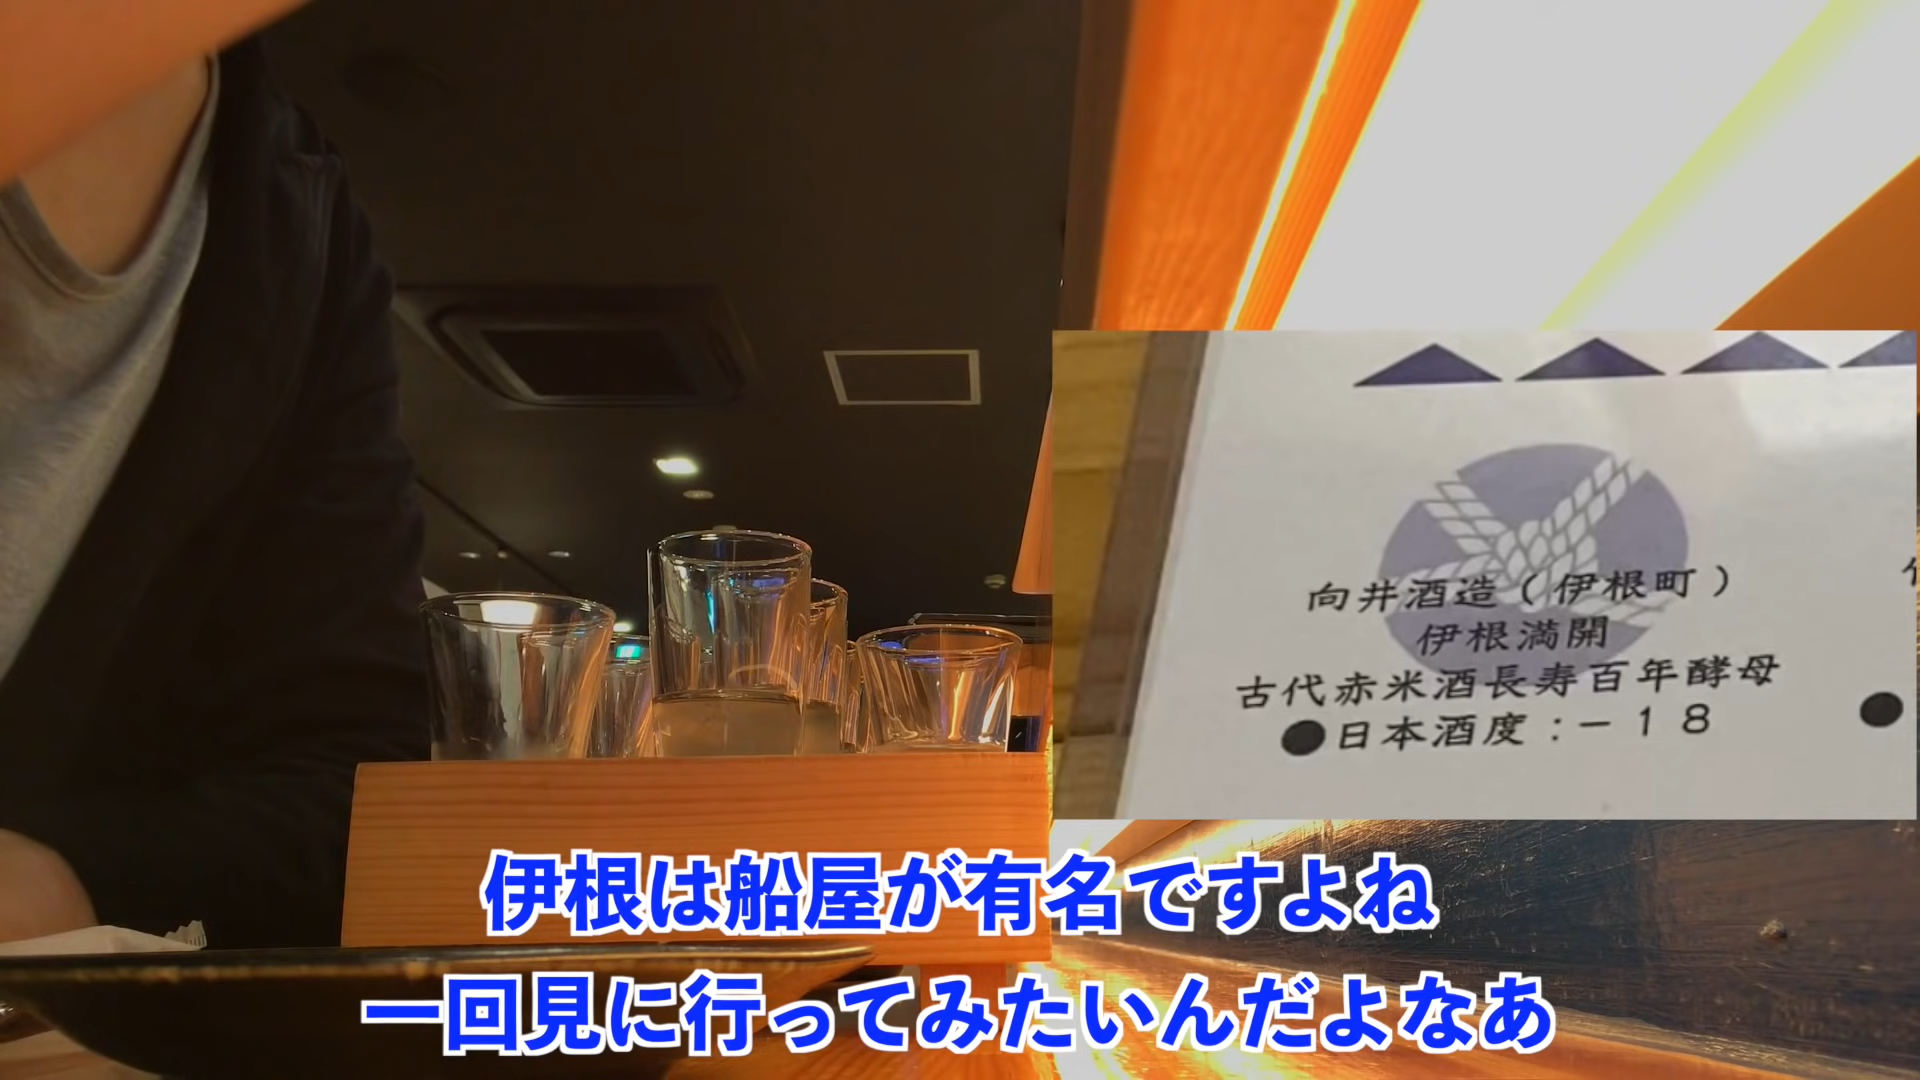 向井酒造(伊根町)
伊根満開
古代赤米酒長寿百年酵母
●日本酒度:－18
伊根は船屋が有名ですよね
一回見に行ってみたいんだよなあ